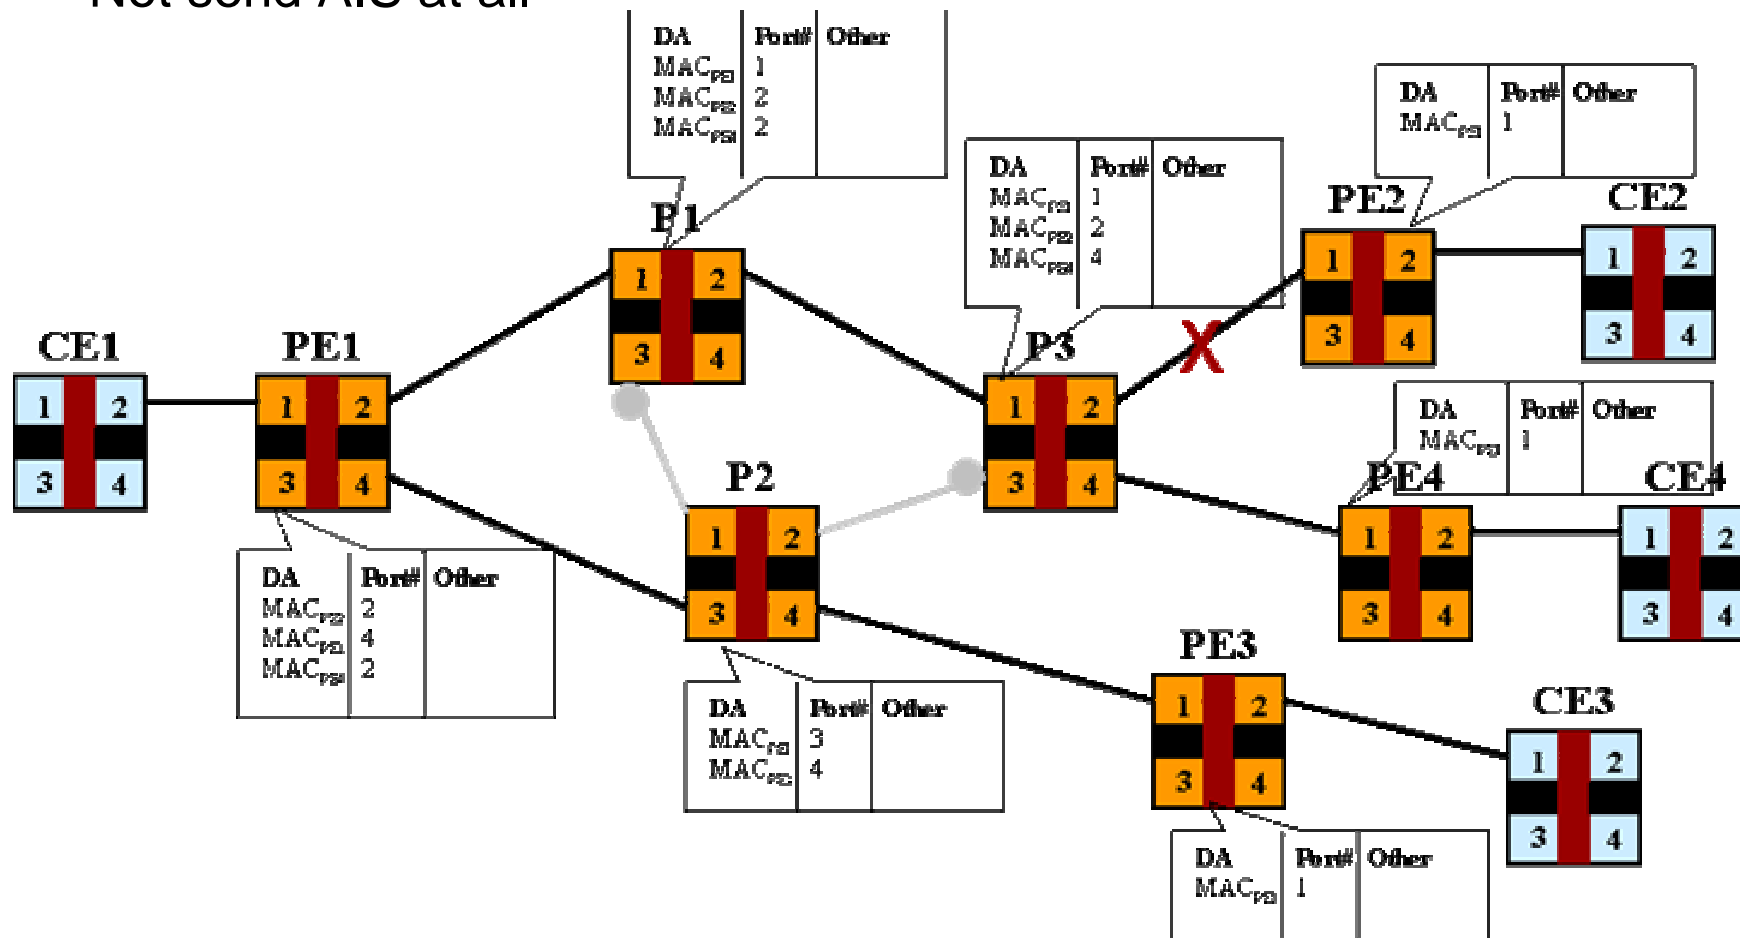 Not send AIS at all
DA Port# Other
MAC 1
MAC 2
MAC 2
DA Port# Other
MAC 1
DA Port# Other
MAC 1
MAC 2
MAC 4
P1
PE2
CE2
1 2
3 4
1 2
3 4
1 2
3 4
CE1
PE1
P3
1 2
3 4
1 2
3 4
1 2
3 4
X
DA Port# Other
MAC 1
P2
PE4
CE4
1 2
3 4
1 2
3 4
1 2
3 4
DA Port# Other
MAC 2
MAC 4
MAC 2
PE3
DA Port# Other
MAC 3
MAC 4
1 2
3 4
CE3
1 2
3 4
DA Port# Other
MAC 1